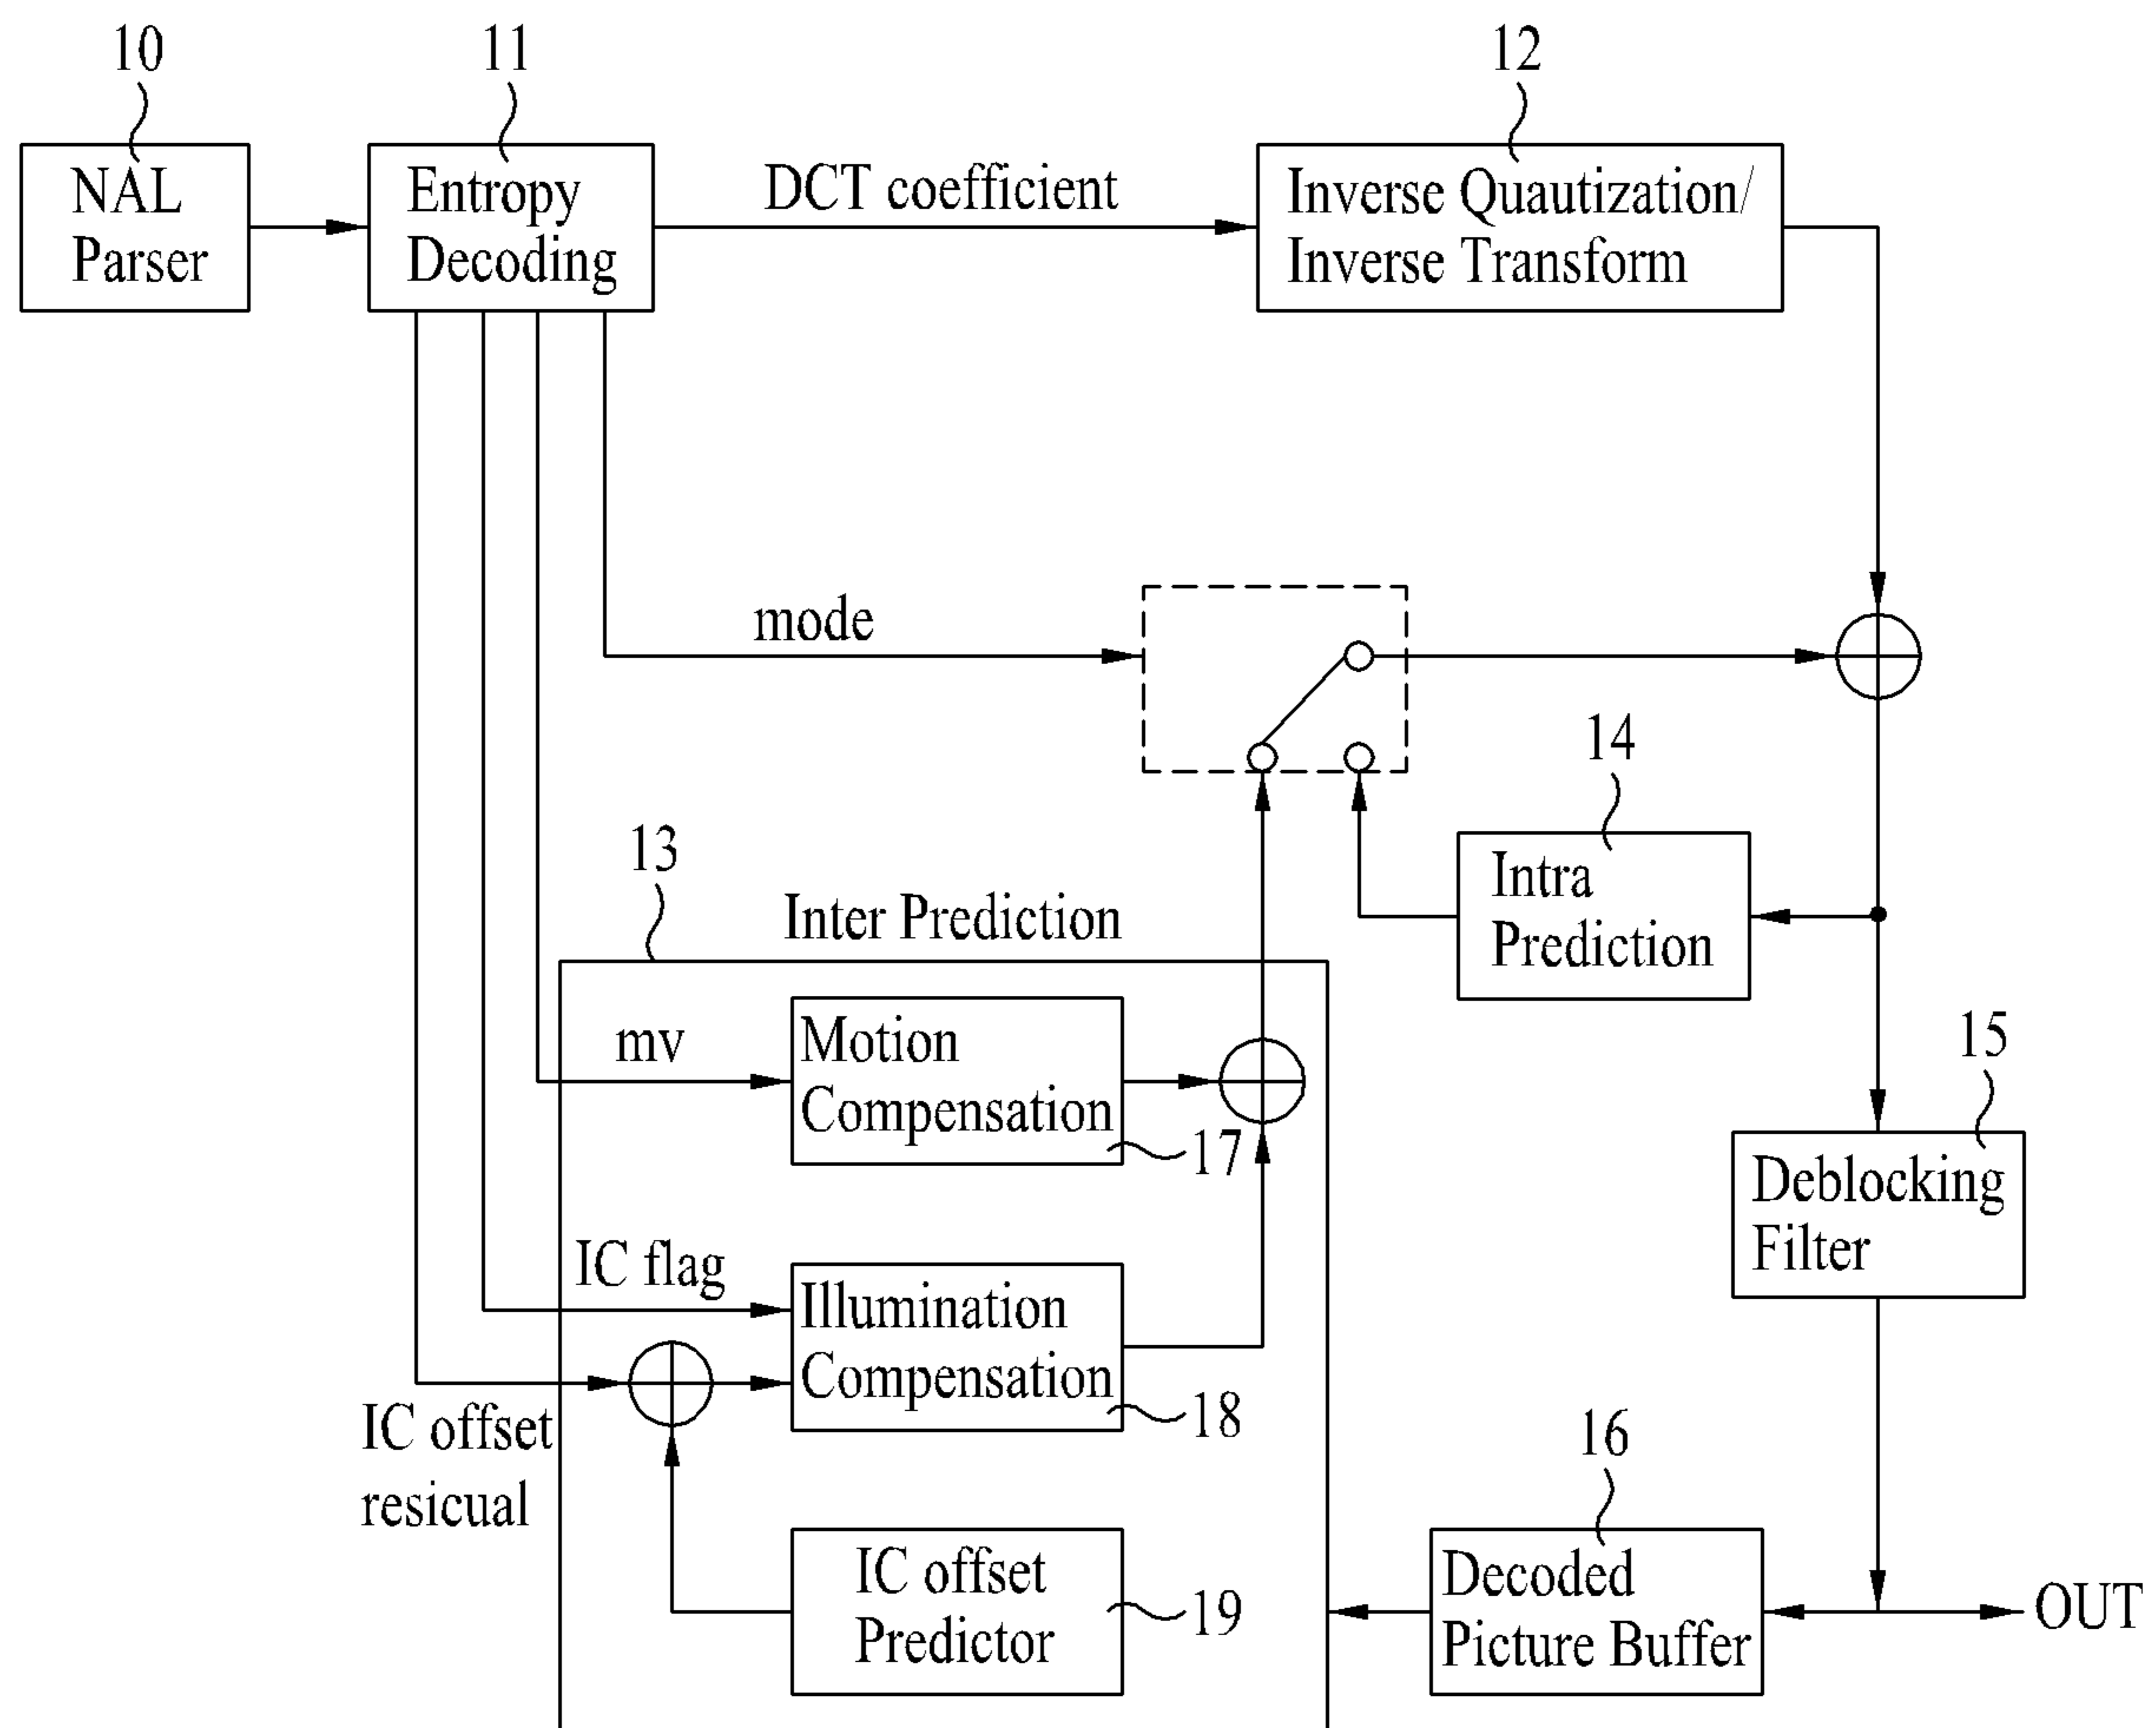 10
11
12
NAL
Parser
Entropy
Decoding
DCT coefficient
Inverse Quautization/
Inverse Transform
mode
14
13
Inter Prediction
Intra
Prediction
15
mv
Motion
Compensation
17
Deblocking
Filter
IC flag
Illumination
Compensation
18
IC offset
resicual
16
IC offset
Predictor
19
Decoded
Picture Buffer
OUT